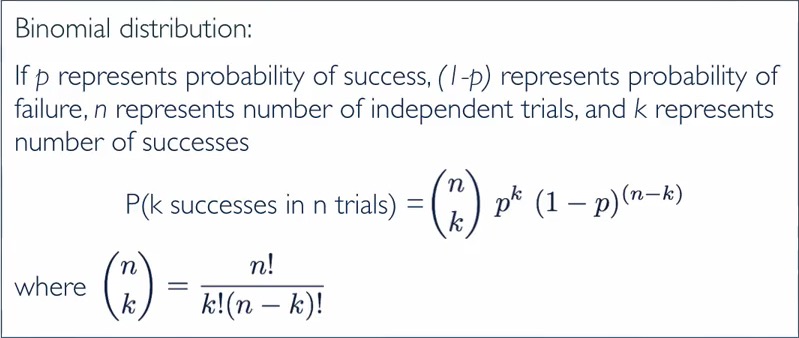 Binomial distribution:
If p represents probability of success, (1-p) represents probability of
failure, n represents number of independent trials, and k represents
number of successes
P(k successes in n trials) = \binom{n}{k} p^k (1 − p)^{(n−k)}
where \binom{n}{k} = \frac{n!}{k!(n − k)!}